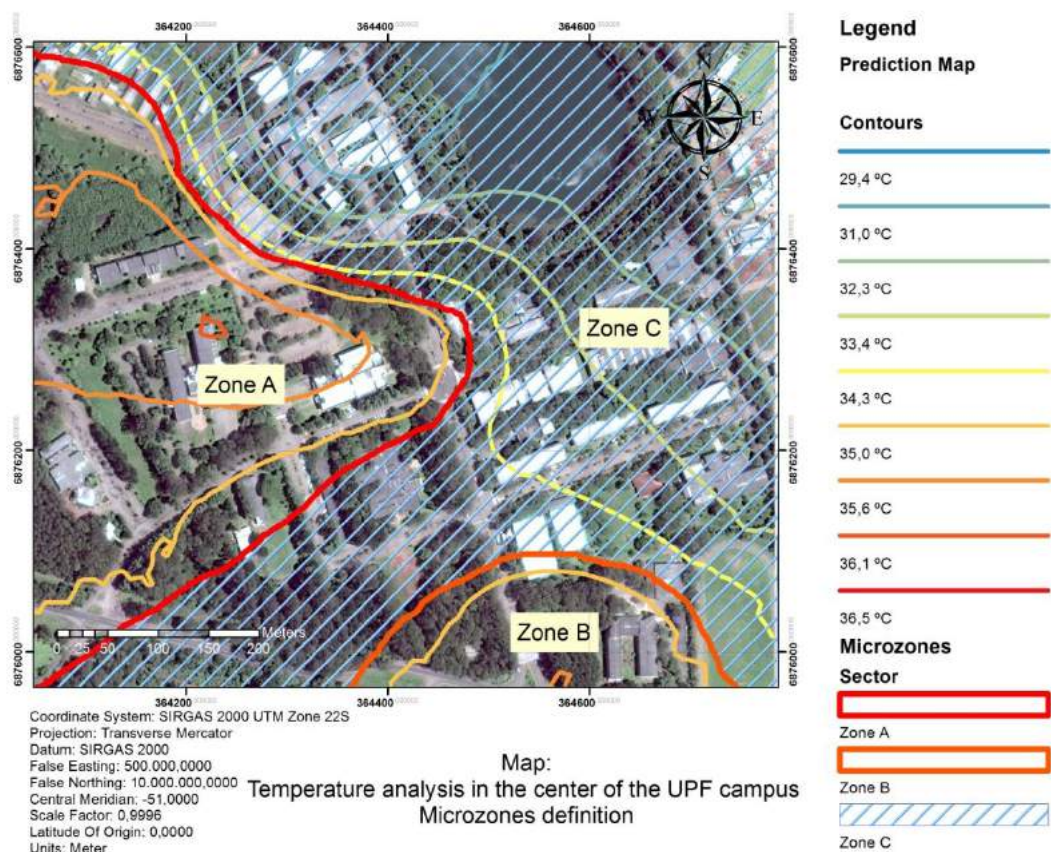 364200
364400
364600
6876600
6876600
N
W
E
S
6876400
6876400
Zone C
Zone A
6876200
6876200
Zone B
0 25 50 100 150 200
Meters
6876000
6876000
364200
364400
364600
Coordinate System: SIRGAS 2000 UTM Zone 22S
Projection: Transverse Mercator
Datum: SIRGAS 2000
False Easting: 500.000,0000
False Northing: 10.000.000,0000
Central Meridian: -51,0000
Scale Factor: 0,9996
Latitude Of Origin: 0,0000
Units: Meter
Map:
Temperature analysis in the center of the UPF campus
Microzones definition
Legend
Prediction Map
Contours
29,4 ºC
31,0 ºC
32,3 ºC
33,4 ºC
34,3 ºC
35,0 ºC
35,6 ºC
36,1 ºC
36,5 ºC
Microzones
Sector
Zone A
Zone B
Zone C